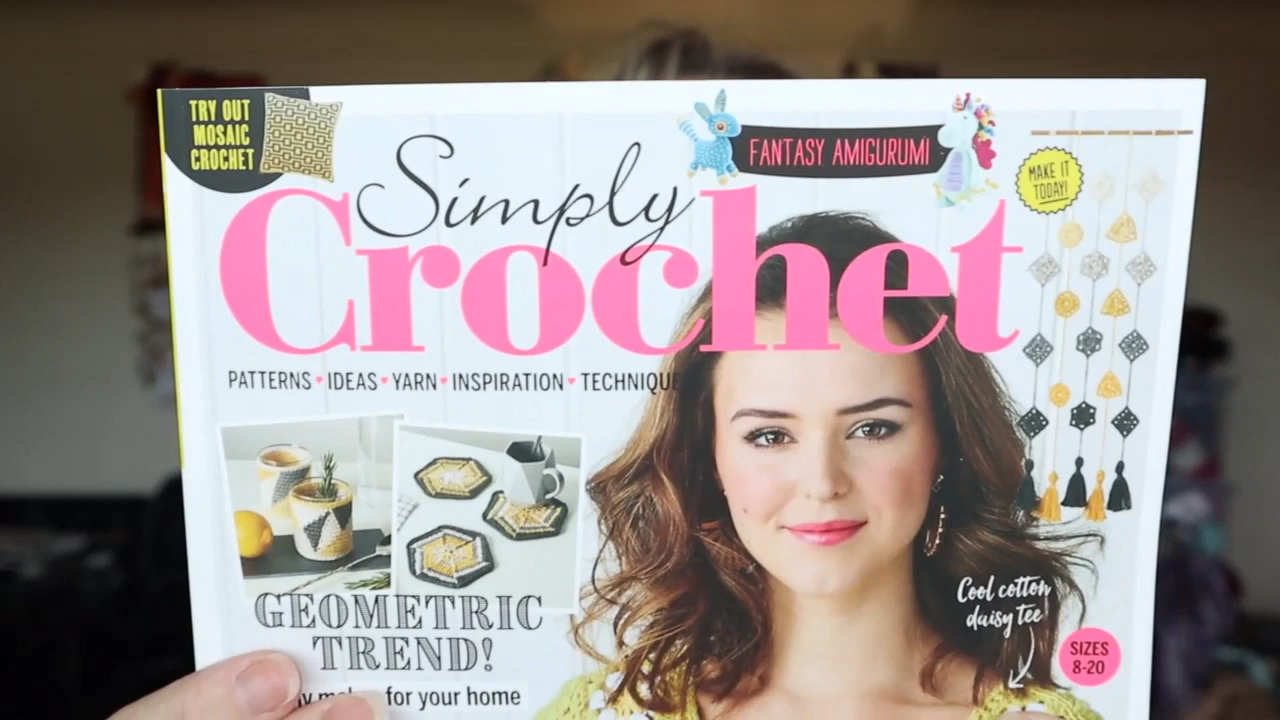 TRY OUT
MOSAIC
CROCHET
FANTASY AMIGURUMI
MAKE IT
TODAY!
Simply
Crochet
PATTERNS ♥ IDEAS ♥ YARN ♥ INSPIRATION ♥ TECHNIQUE
GEOMETRIC
TREND!
for your home
Cool cotton
daisy tee
SIZES
8-20